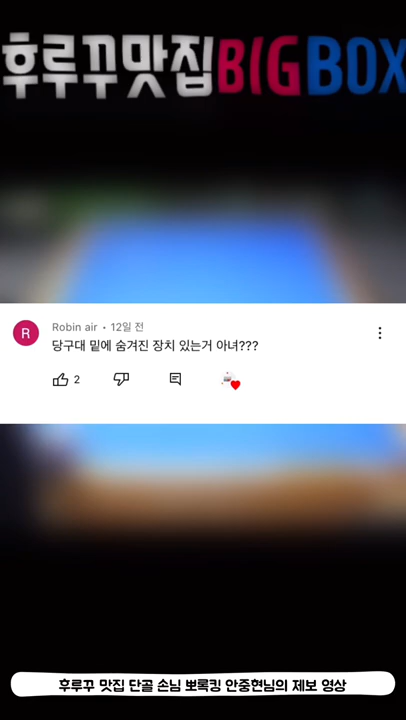 후루꾸맛집BIGBOX
R
Robin air • 12일 전
당구대 밑에 숨겨진 장치 있는거 아녀???
2
후루꾸 맛집 단골 손님 뽀록킹 안중현님의 제보 영상